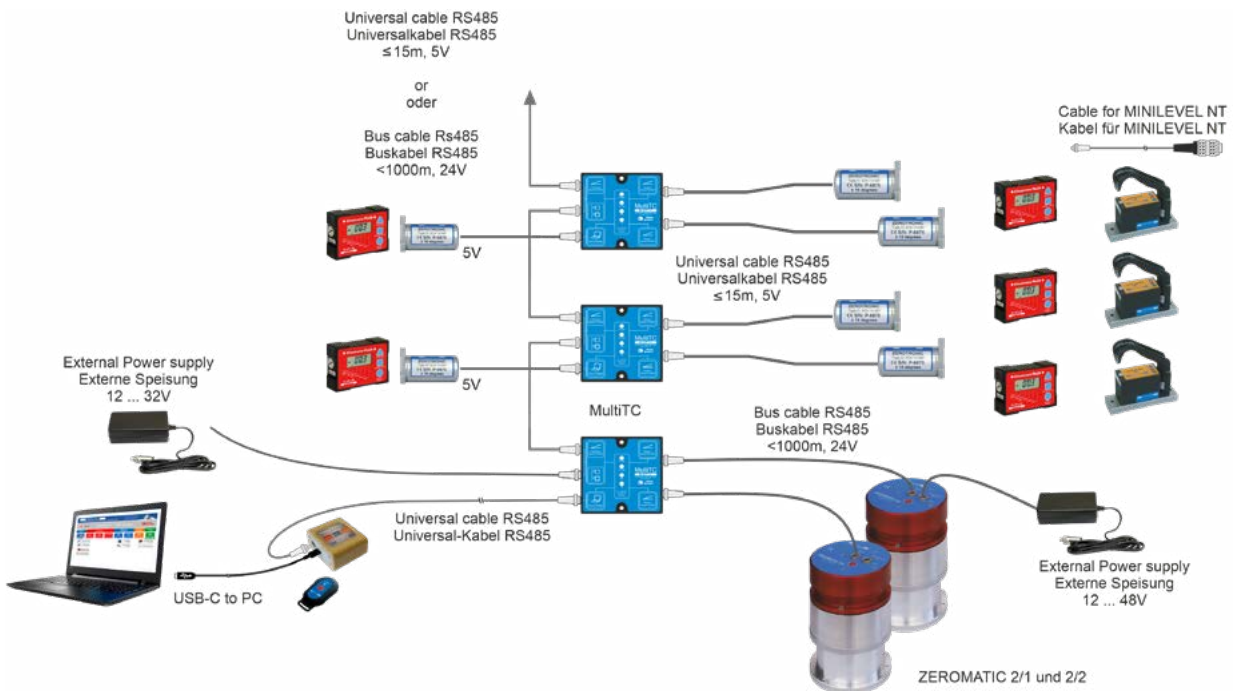 Universal cable RS485
Universalkabel RS485
≤ 15m, 5V
or
oder
Bus cable Rs485
Buskabel RS485
<1000m, 24V
Cable for MINILEVEL NT
Kabel für MINILEVEL NT
5V
Universal cable RS485
Universalkabel RS485
≤ 15m, 5V
5V
External Power supply
Externe Speisung
12 ... 32V
MultiTC
MultiTC
MultiTC
MultiTC
Bus cable RS485
Buskabel RS485
<1000m, 24V
Universal cable RS485
Universal-Kabel RS485
USB-C to PC
External Power supply
Externe Speisung
12 ... 48V
ZEROMATIC 2/1 und 2/2